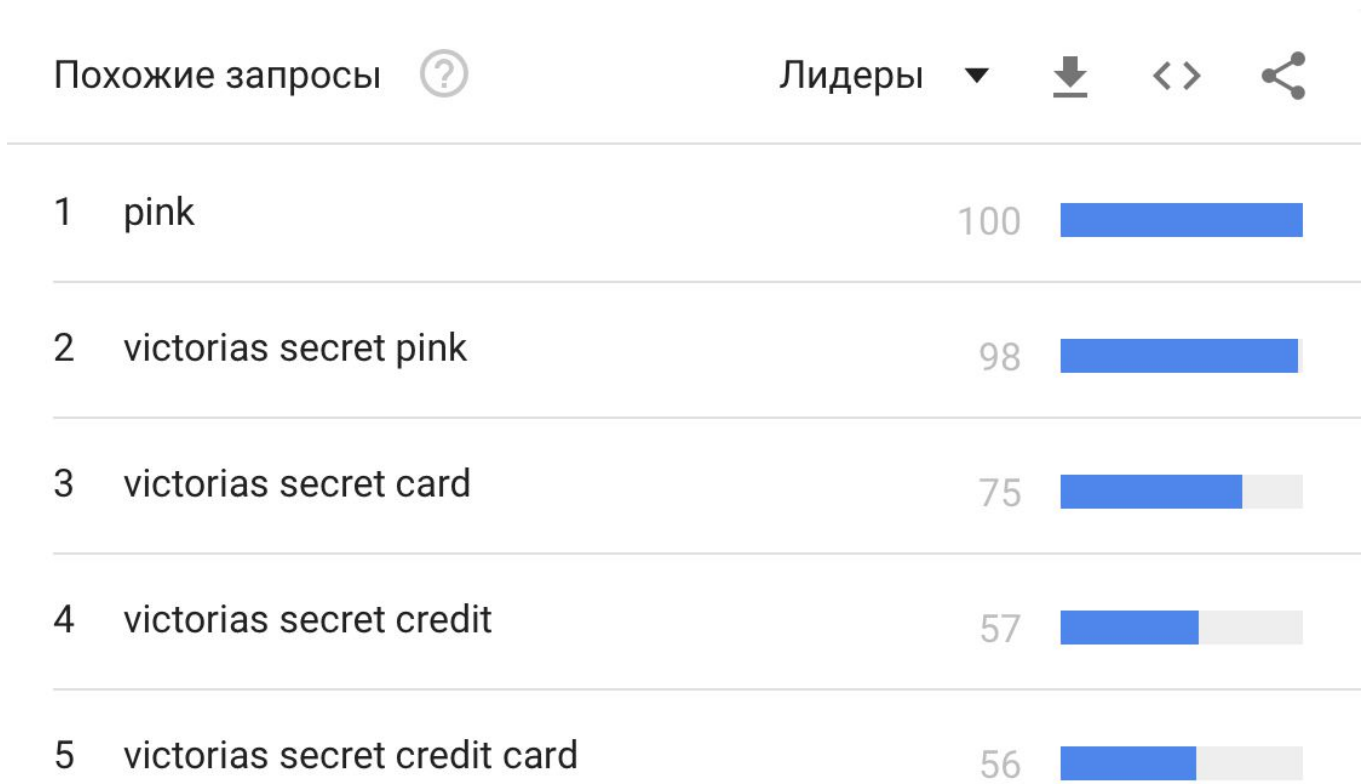 Похожие запросы ? Лидеры
1 pink 100
2 victorias secret pink 98
3 victorias secret card 75
4 victorias secret credit 57
5 victorias secret credit card 56